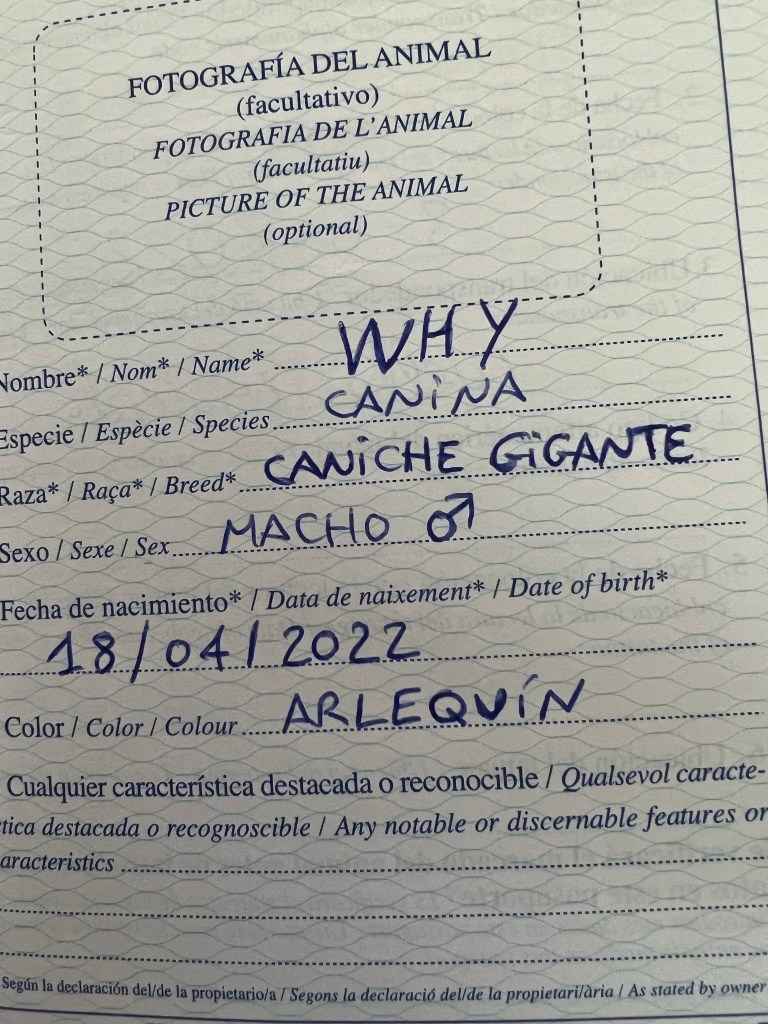 FOTOGRAFÍA DEL ANIMAL
(facultativo)
FOTOGRAFIA DE L'ANIMAL
(facultatiu)
PICTURE OF THE ANIMAL
(optional)
Nombre* / Nom* / Name* WHY
Especie / Espècie / Species CANINA
Raza* / Raça* / Breed* CANICHE GIGANTE
Sexo / Sexe / Sex MACHO ♂
Fecha de nacimiento* / Data de naixement* / Date of birth*
18/04/2022
Color / Color / Colour ARLEQUÍN
Cualquier característica destacada o reconocible / Qualsevol caracte-
tica destacada o recognoscible / Any notable or discernable features or
aracteristics
Según la declaración del/de la propietario/a / Segons la declaració del/de la propietari/ària / As stated by owner